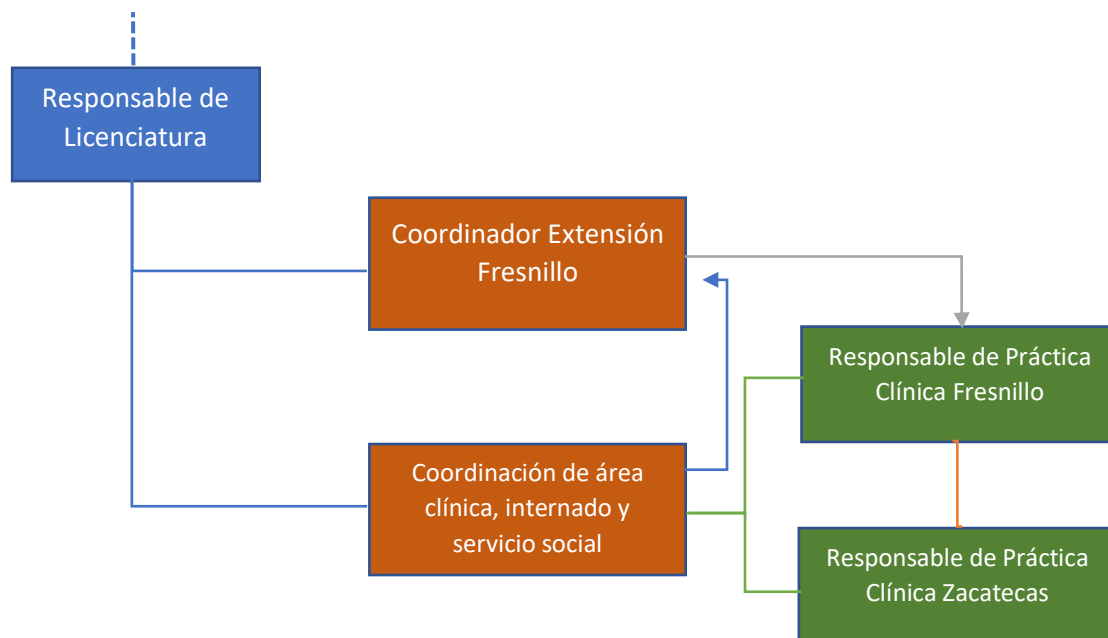 Responsable de
Licenciatura
Coordinador Extensión
Fresnillo
Responsable de Práctica
Clínica Fresnillo
Coordinación de área
clínica, internado y
servicio social
Responsable de Práctica
Clínica Zacatecas